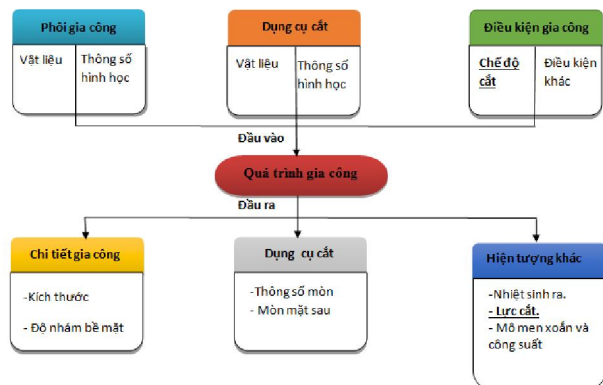 Phôi gia công
Vật liệu
Thông số
hình học
Dụng cụ cắt
Vật liệu
Thông số
hình học
Điều kiện gia công
Chế độ
cắt
Điều kiện
khác
Đầu vào
Quá trình gia công
Đầu ra
Chi tiết gia công
-Kích thước
- Độ nhám bề mặt
Dụng cụ cắt
-Thông số mòn
- Mòn mặt sau
Hiện tượng khác
-Nhiệt sinh ra.
- Lực cắt.
- Mô men xoắn và
công suất